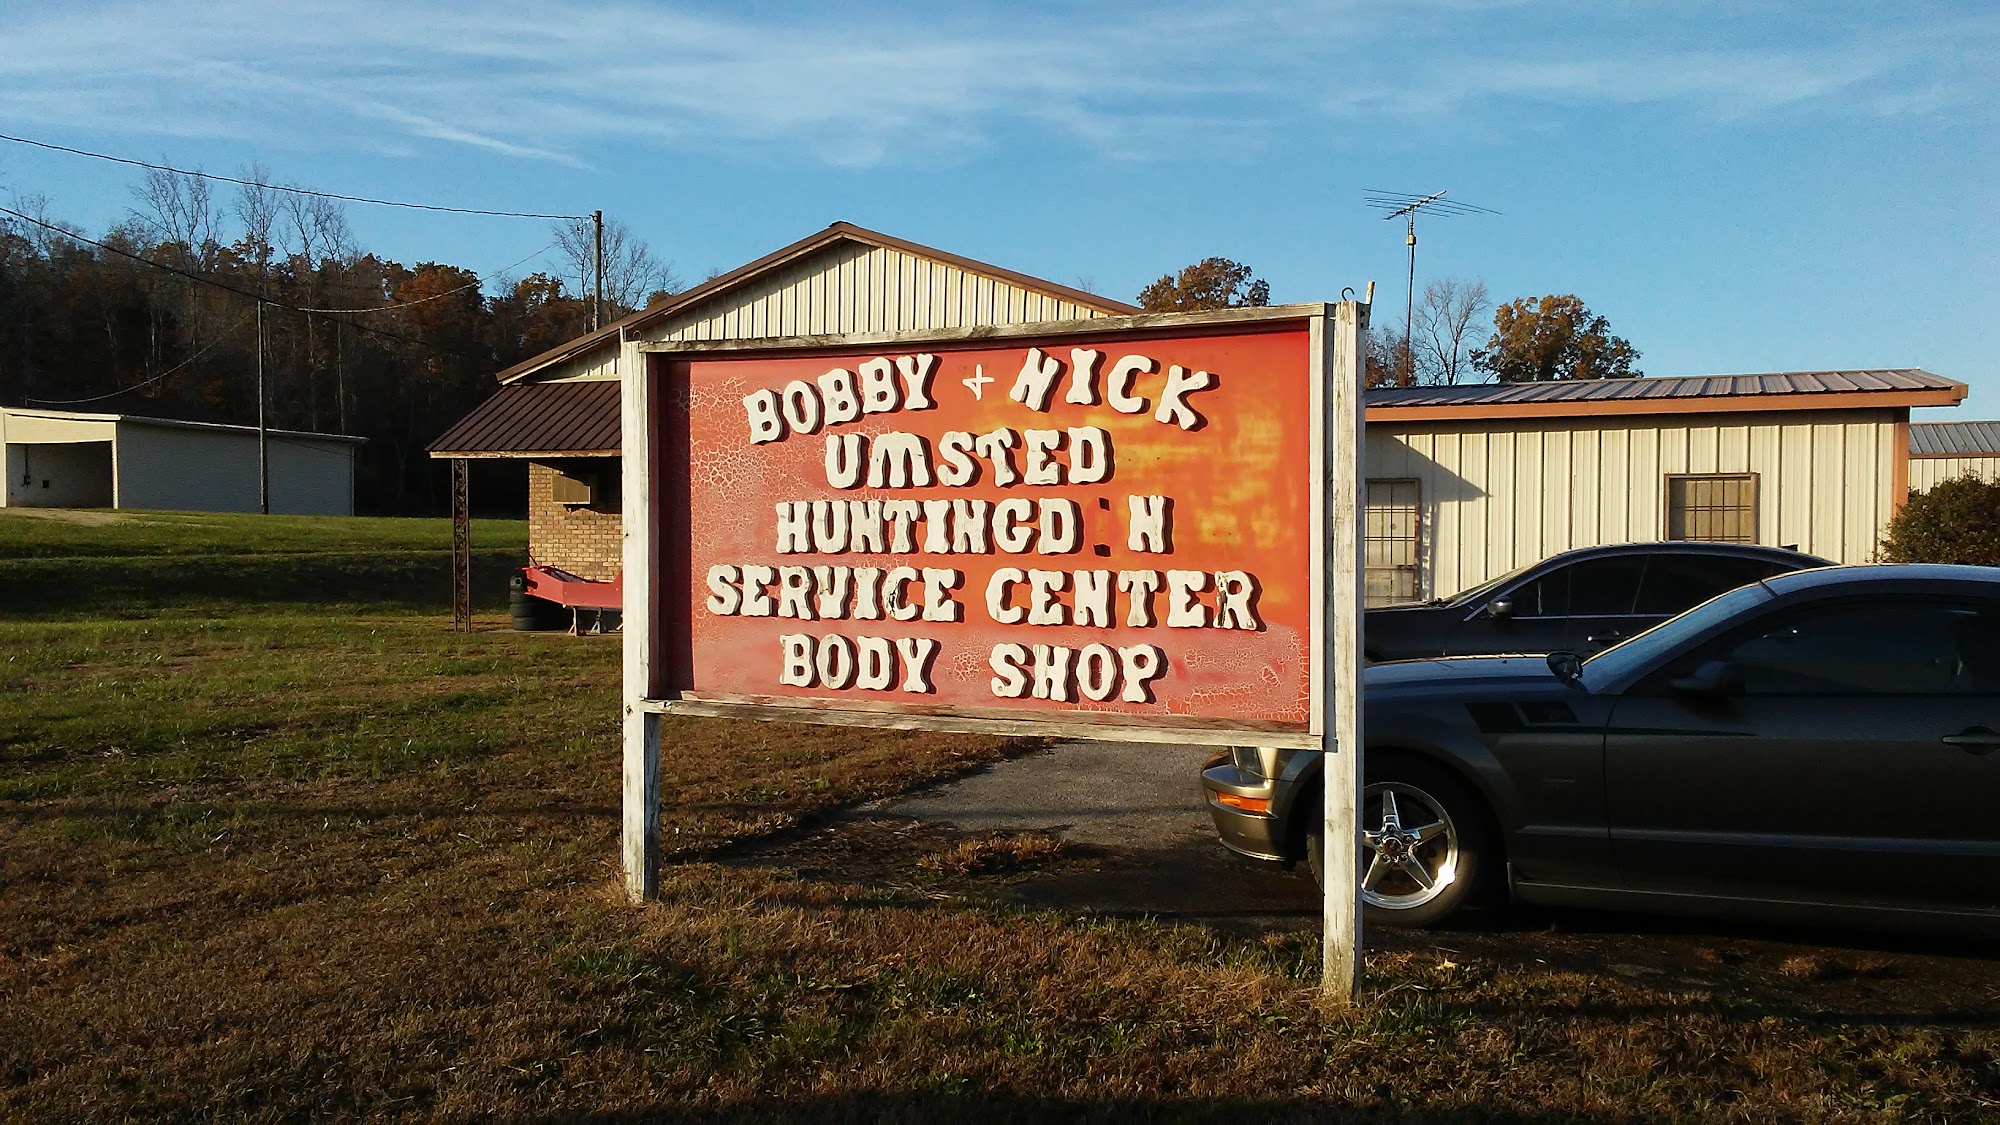 BOBBY + NICK
UMSTED
HUNTINGD N
SERVICE CENTER
BODY SHOP